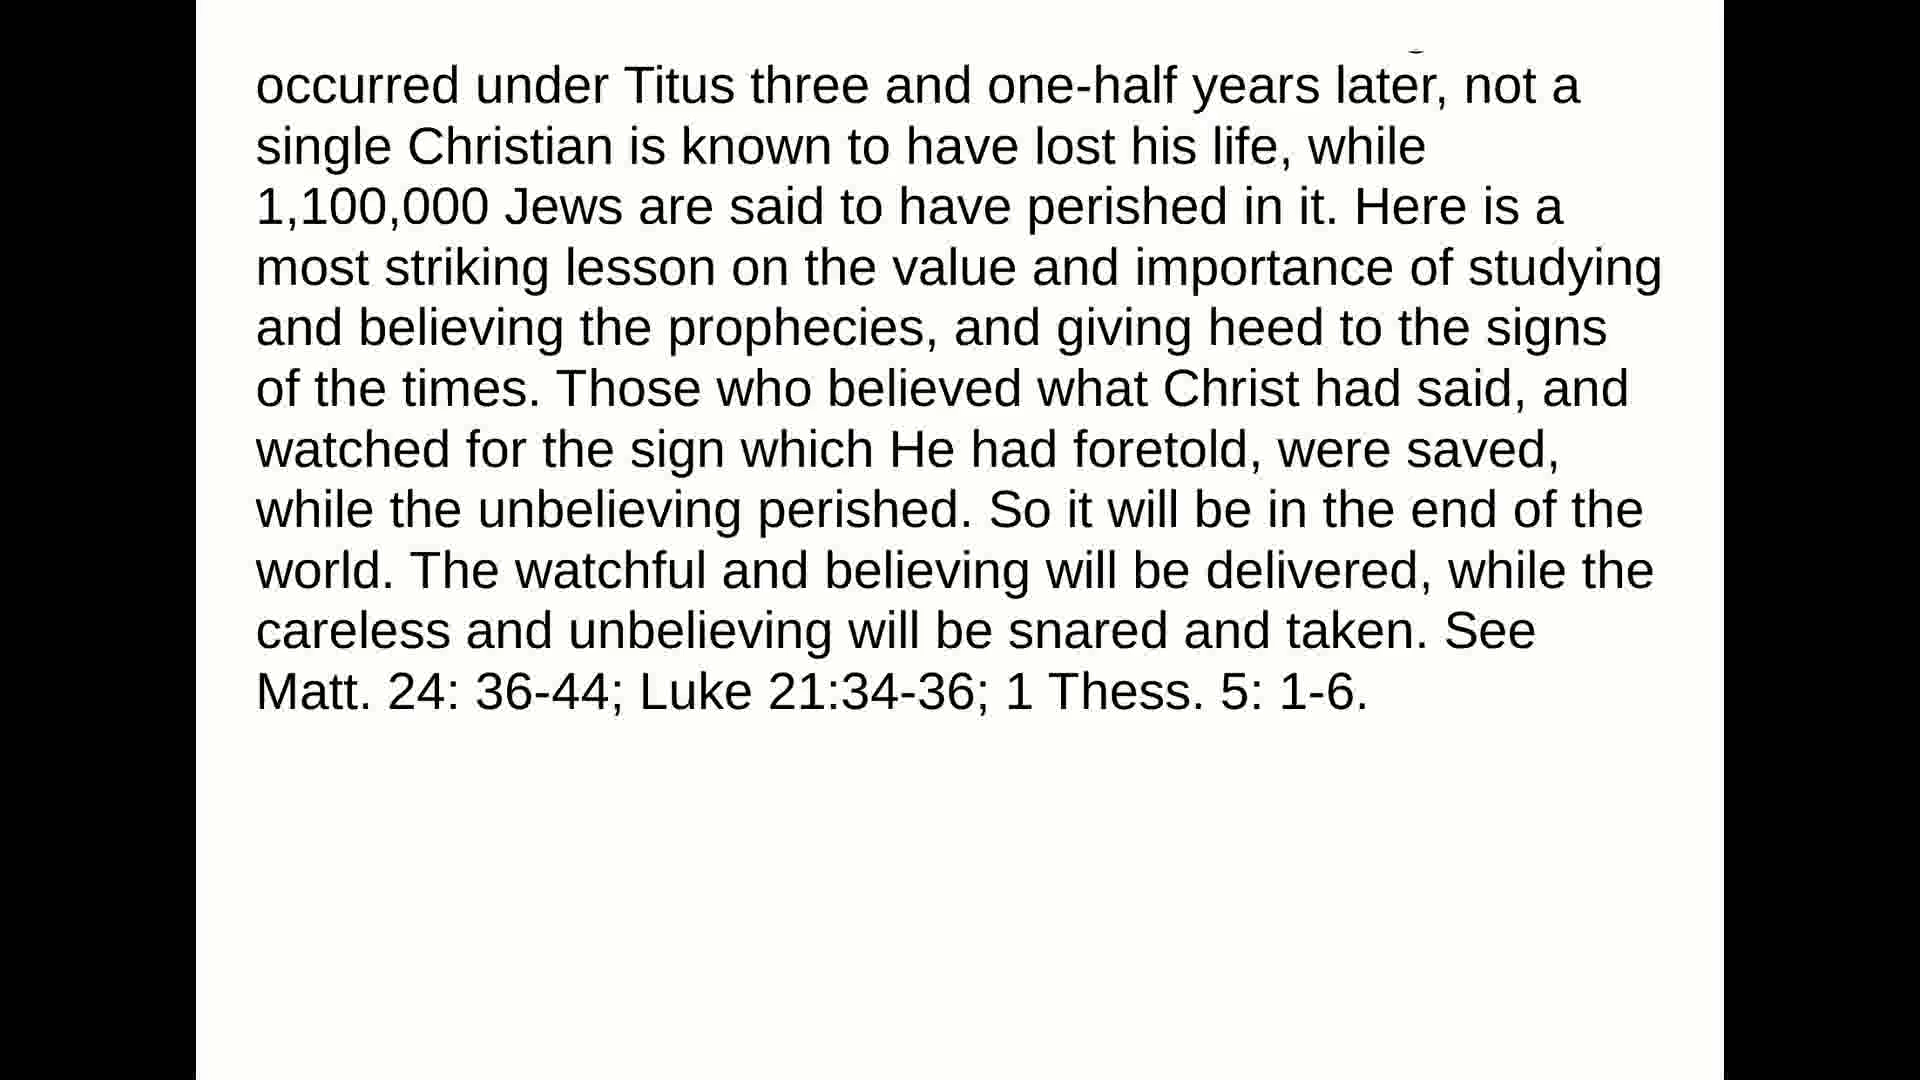 occurred under Titus three and one-half years later, not a
single Christian is known to have lost his life, while
1,100,000 Jews are said to have perished in it. Here is a
most striking lesson on the value and importance of studying
and believing the prophecies, and giving heed to the signs
of the times. Those who believed what Christ had said, and
watched for the sign which He had foretold, were saved,
while the unbelieving perished. So it will be in the end of the
world. The watchful and believing will be delivered, while the
careless and unbelieving will be snared and taken. See
Matt. 24: 36-44; Luke 21:34-36; 1 Thess. 5: 1-6.